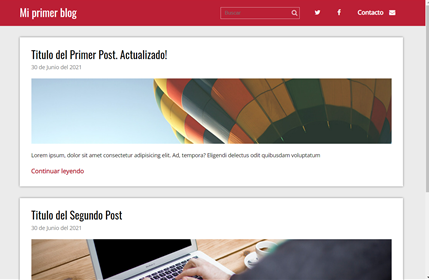 Mi primer blog
Buscar
Contacto
Titulo del Primer Post. Actualizado!
30 de Junio del 2021
Lorem ipsum, dolor sit amet consectetur adipisicing elit. Ad, tempora? Eligendi delectus odit quibusdam voluptatum
Continuar leyendo
Titulo del Segundo Post
30 de Junio del 2021